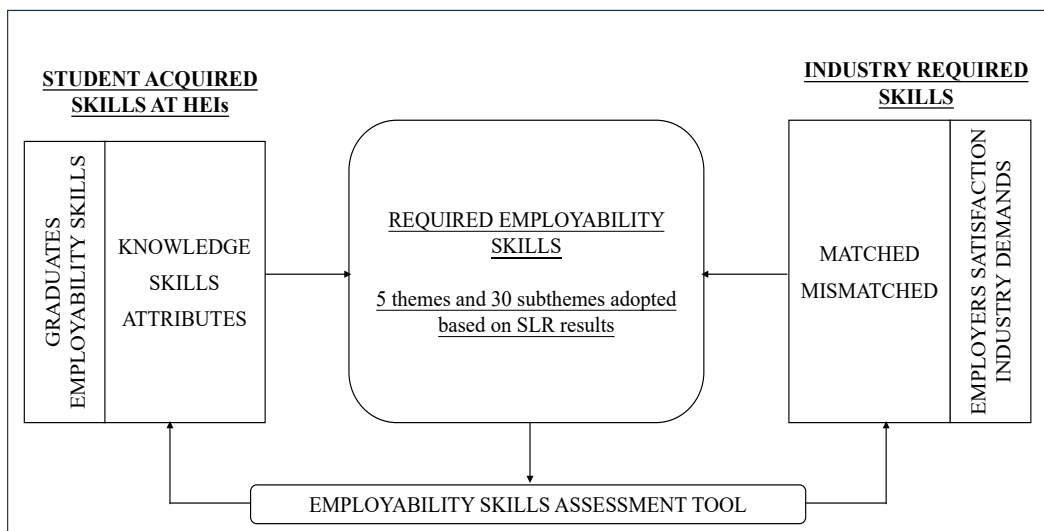 STUDENT ACQUIRED
SKILLS AT HEIs
GRADUATES
EMPLOYABILITY SKILLS
KNOWLEDGE
SKILLS
ATTRIBUTES
REQUIRED EMPLOYABILITY
SKILLS
5 themes and 30 subthemes adopted
based on SLR results
INDUSTRY REQUIRED
SKILLS
MATCHED
MISMATCHED
EMPLOYERS SATISFACTION
INDUSTRY DEMANDS
EMPLOYABILITY SKILLS ASSESSMENT TOOL